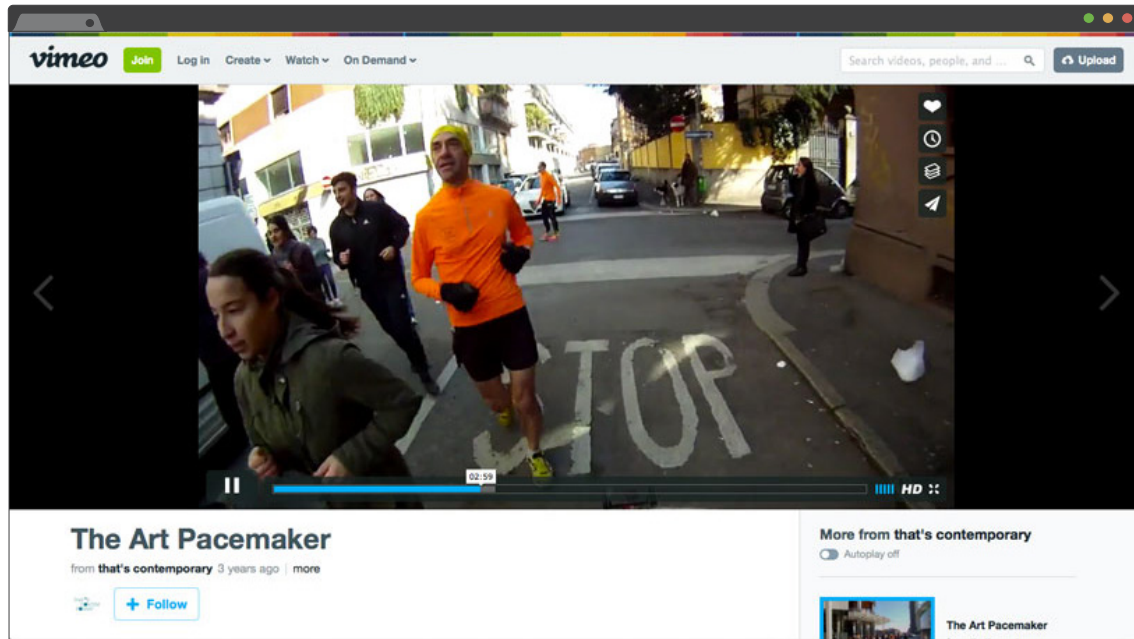 vimeo Join Log in Create Watch On Demand Search videos, people, and ... Upload
STOP
02:59
HD
The Art Pacemaker
from that's contemporary 3 years ago more
+ Follow
More from that's contemporary
Autoplay off
The Art Pacemaker